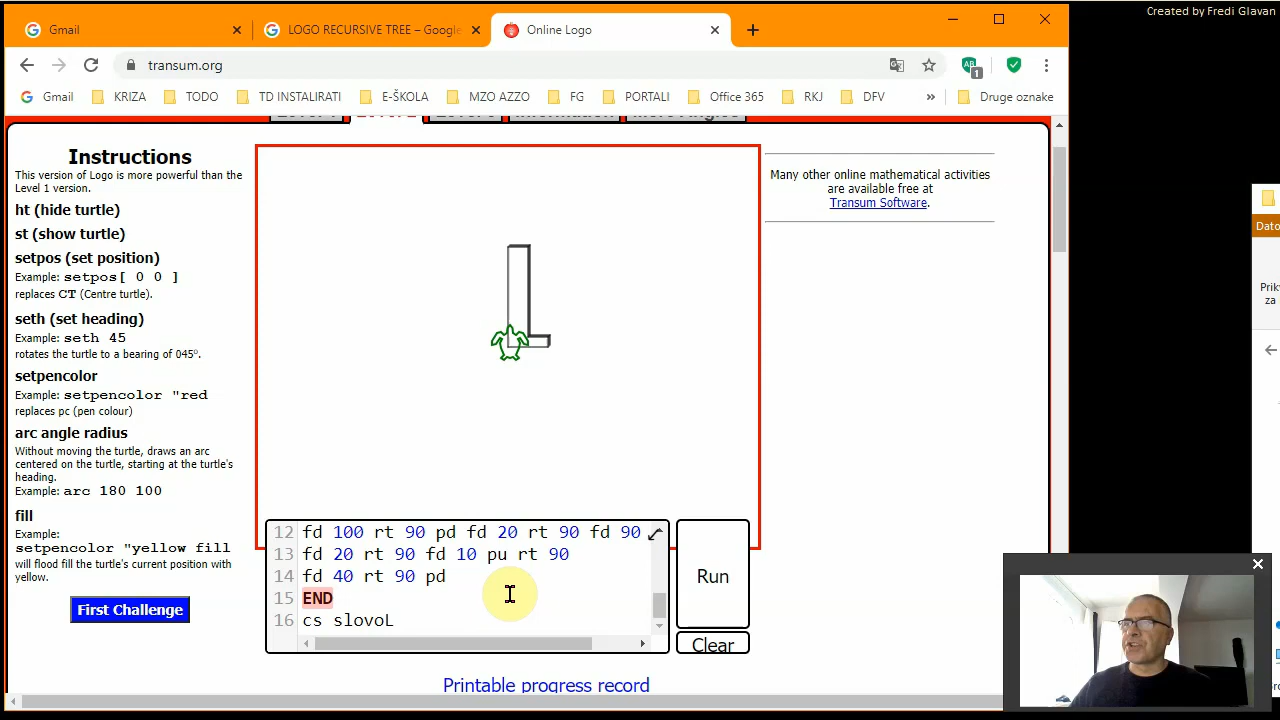 Created by Fredi Glavan
Gmail
LOGO RECURSIVE TREE – Google
Online Logo
transum.org
1
Gmail
KRIZA
TODO
TD INSTALIRATI
E-ŠKOLA
MZO AZZO
FG
PORTALI
Office 365
RKJ
DFV
»
Druge oznake
Instructions
This version of Logo is more powerful than the
Level 1 version.
ht (hide turtle)
st (show turtle)
setpos (set position)
Example: setpos[ 0 0 ]
replaces CT (Centre turtle).
seth (set heading)
Example: seth 45
rotates the turtle to a bearing of 045º.
setpencolor
Example: setpencolor "red
replaces pc (pen colour)
arc angle radius
Without moving the turtle, draws an arc
centered on the turtle, starting at the turtle's
heading.
Example: arc 180 100
fill
Example:
setpencolor "yellow fill
will flood fill the turtle's current position with
yellow.
First Challenge
Many other online mathematical activities
are available free at
Transum Software.
12 fd 100 rt 90 pd fd 20 rt 90 fd 90
13 fd 20 rt 90 fd 10 pu rt 90
14 fd 40 rt 90 pd
15 END
16 cs slovoL
Run
Clear
Printable progress record
Dato
Prik
za